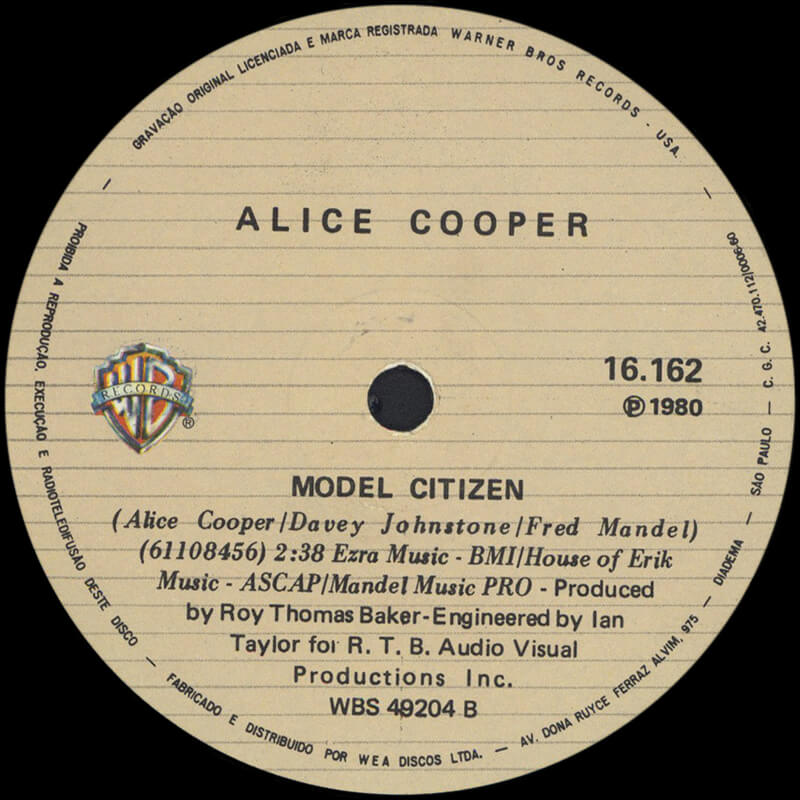 GRAVAÇÃO ORIGINAL LICENCIADA E MARCA REGISTRADA WARNER BROS RECORDS - USA.
ALICE COOPER
RECORDS
®
16.162
℗ 1980
MODEL CITIZEN
(Alice Cooper/Davey Johnstone/Fred Mandel)
(61108456) 2:38 Ezra Music - BMI/House of Erik
Music - ASCAP/Mandel Music PRO - Produced
by Roy Thomas Baker-Engineered by Ian
Taylor for R. T. B. Audio Visual
Productions Inc.
WBS 49204 B
PROIBIDA A REPRODUÇÃO, EXECUÇÃO E RADIOTELEDIFUSÃO DESTE DISCO — FABRICADO E DISTRIBUIDO POR WEA DISCOS LTDA. — AV. DONA RUYCE FERRAZ ALVIM, 975 — DIADEMA — SÃO PAULO — C. G. C. 42.470.112/0006-60